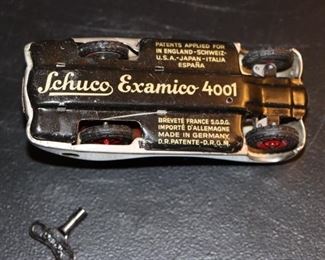 PATENTS APPLIED FOR
IN ENGLAND-SCHWEIZ-
U.S.A.-JAPAN-ITALIA
ESPAÑA
Schuco Examico 4001
BREVETÉ FRANCE S.G.D.G.
IMPORTÉ D'ALLEMAGNE
MADE IN GERMANY
D.R.PATENTE-D.R.G.M.